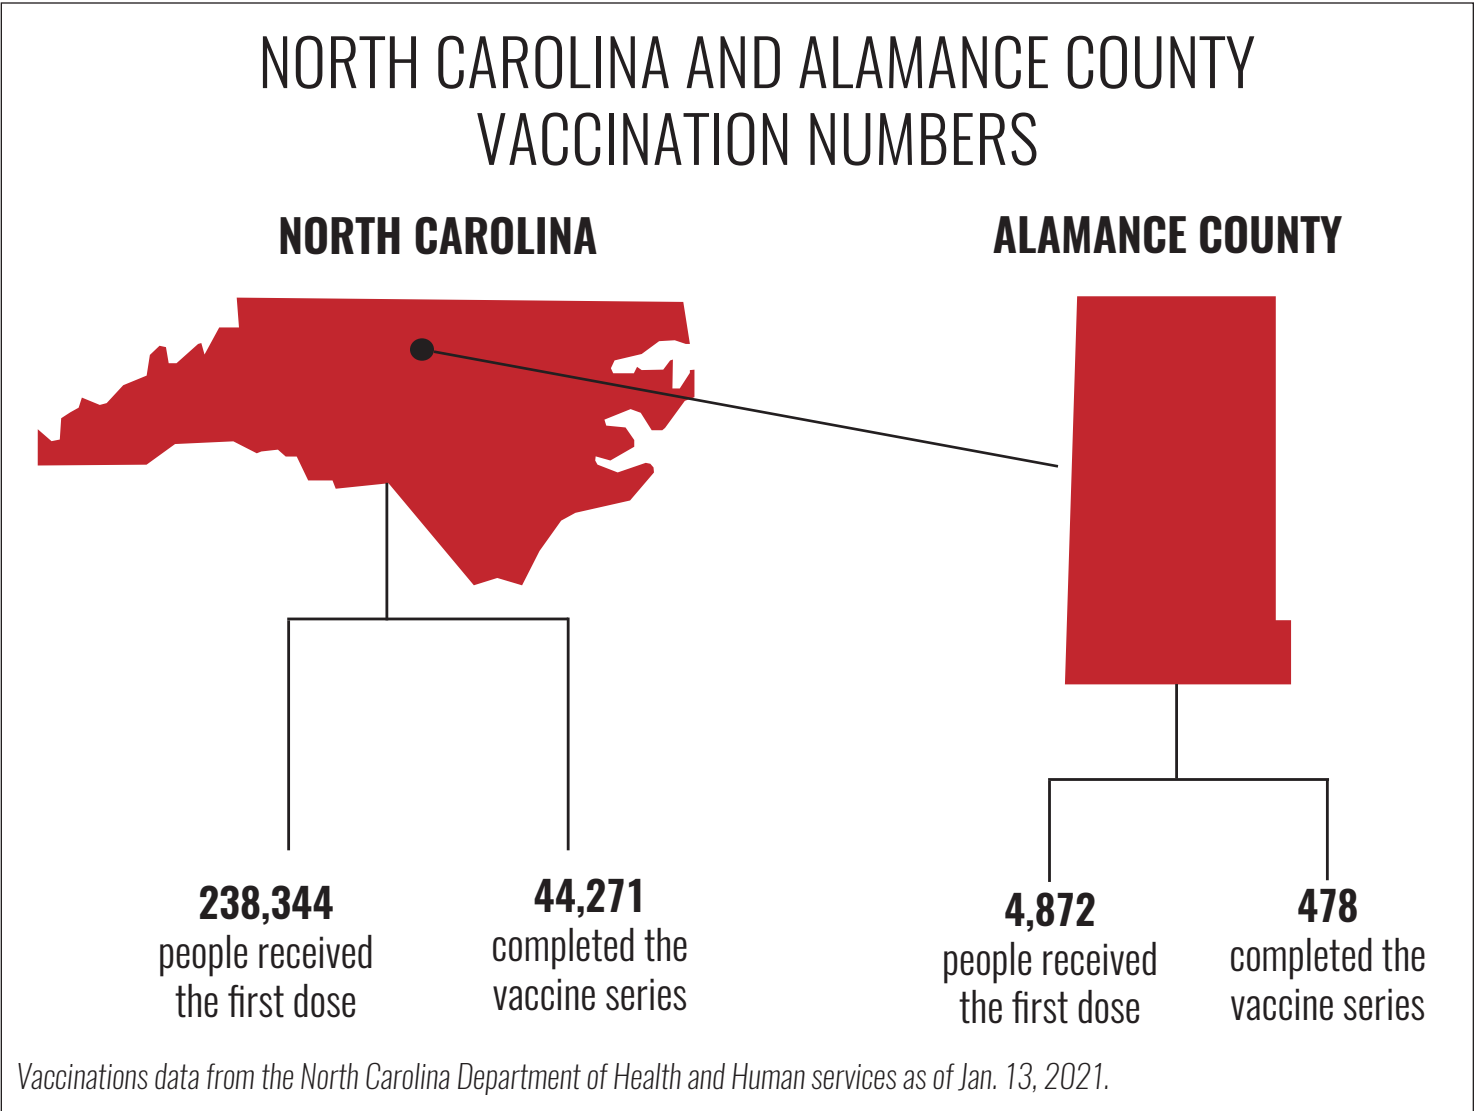 NORTH CAROLINA AND ALAMANCE COUNTY
VACCINATION NUMBERS
NORTH CAROLINA
ALAMANCE COUNTY
238,344
people received
the first dose
44,271
completed the
vaccine series
4,872
people received
the first dose
478
completed the
vaccine series
Vaccinations data from the North Carolina Department of Health and Human services as of Jan. 13, 2021.